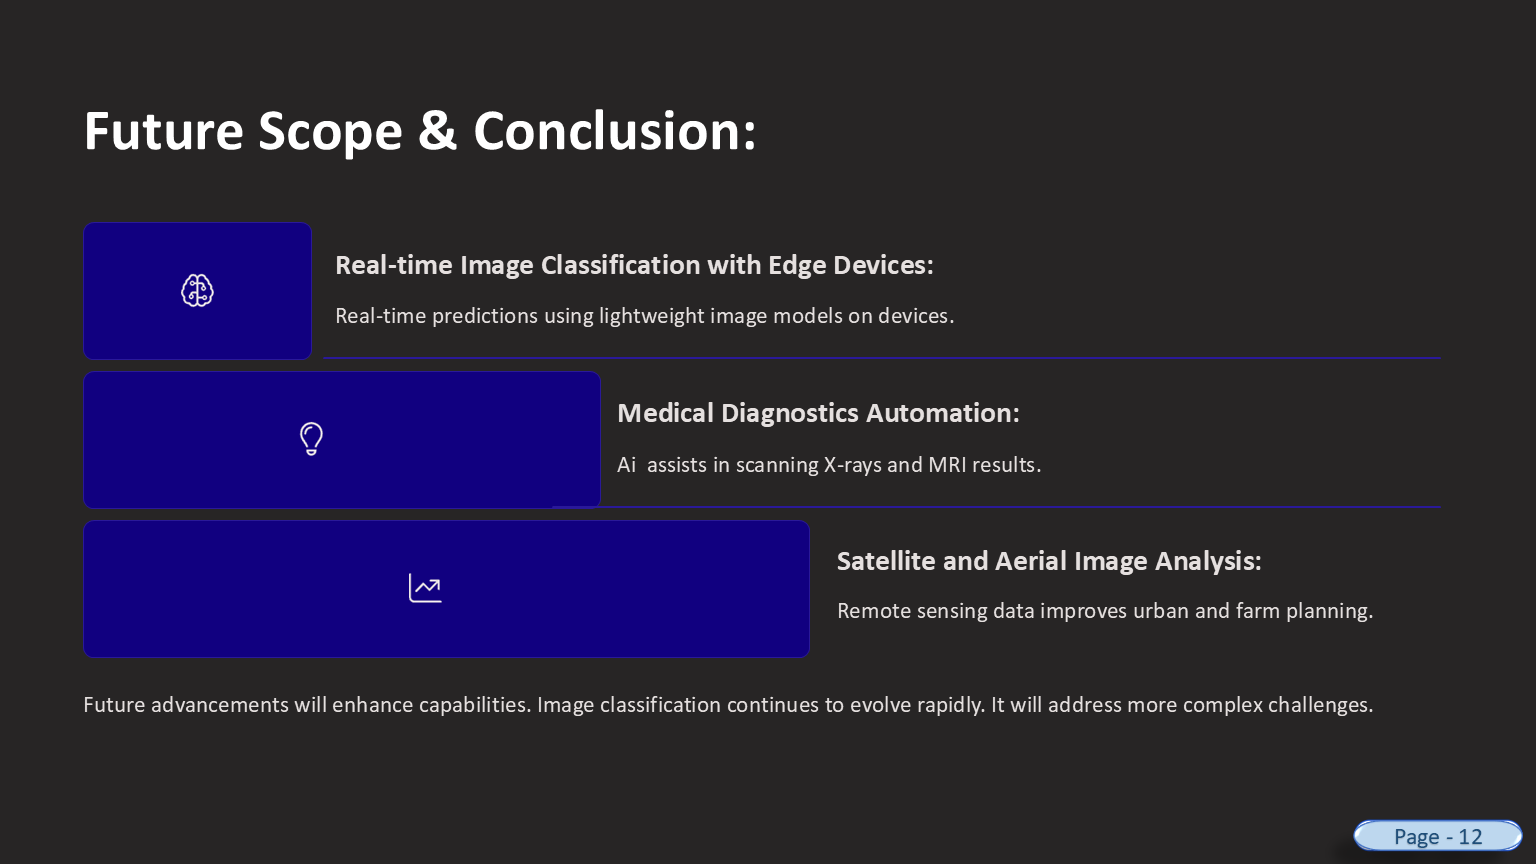 Future Scope & Conclusion:
Real-time Image Classification with Edge Devices:
Real-time predictions using lightweight image models on devices.
Medical Diagnostics Automation:
Ai  assists in scanning X-rays and MRI results.
Satellite and Aerial Image Analysis:
Remote sensing data improves urban and farm planning.
Future advancements will enhance capabilities. Image classification continues to evolve rapidly. It will address more complex challenges.
Page - 12